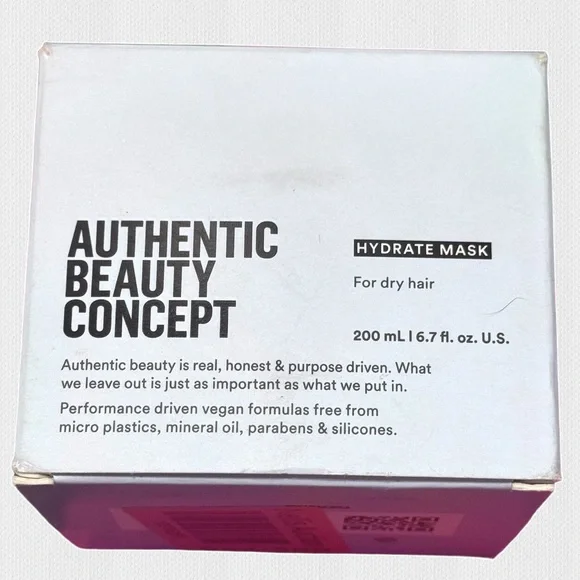 AUTHENTIC
BEAUTY
CONCEPT
HYDRATE MASK
For dry hair
200 mL | 6.7 fl. oz. U.S.
Authentic beauty is real, honest & purpose driven. What
we leave out is just as important as what we put in.
Performance driven vegan formulas free from
micro plastics, mineral oil, parabens & silicones.